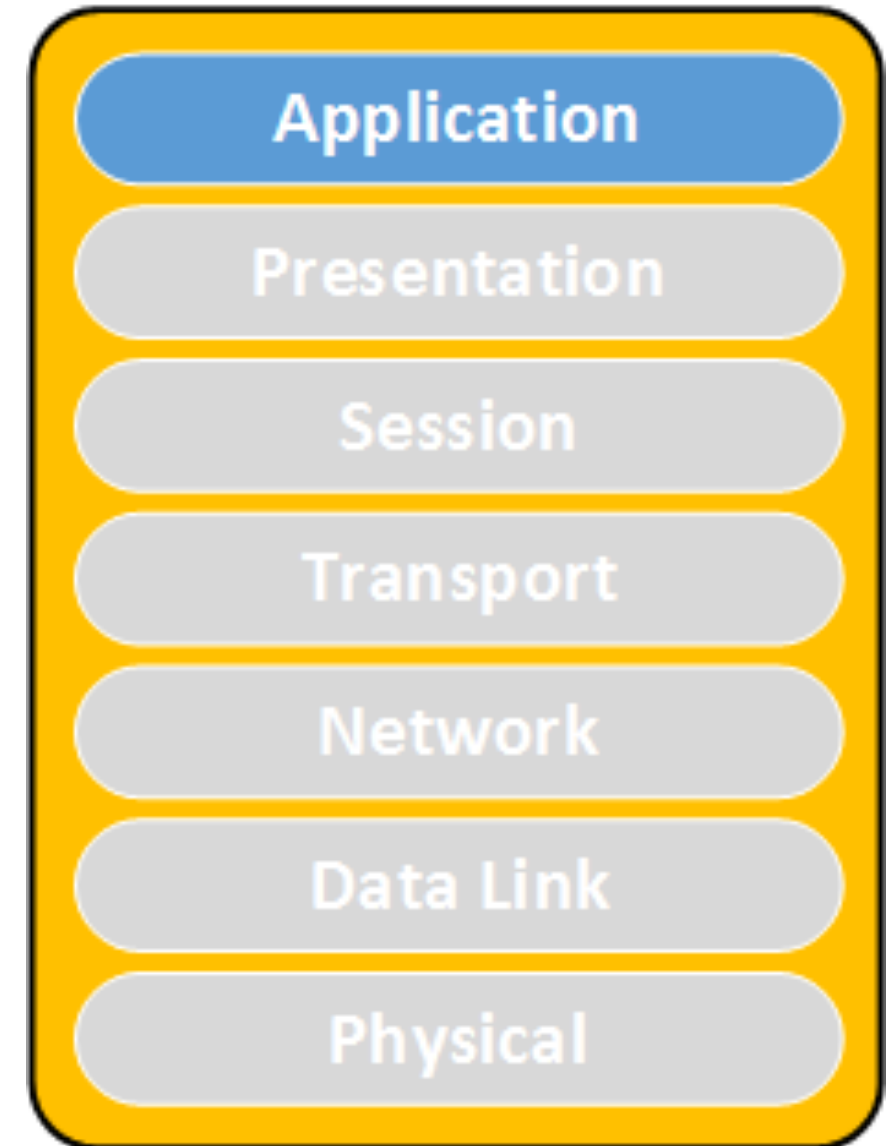 Application
Presentation
Session
Transport
Network
Data Link
Physical